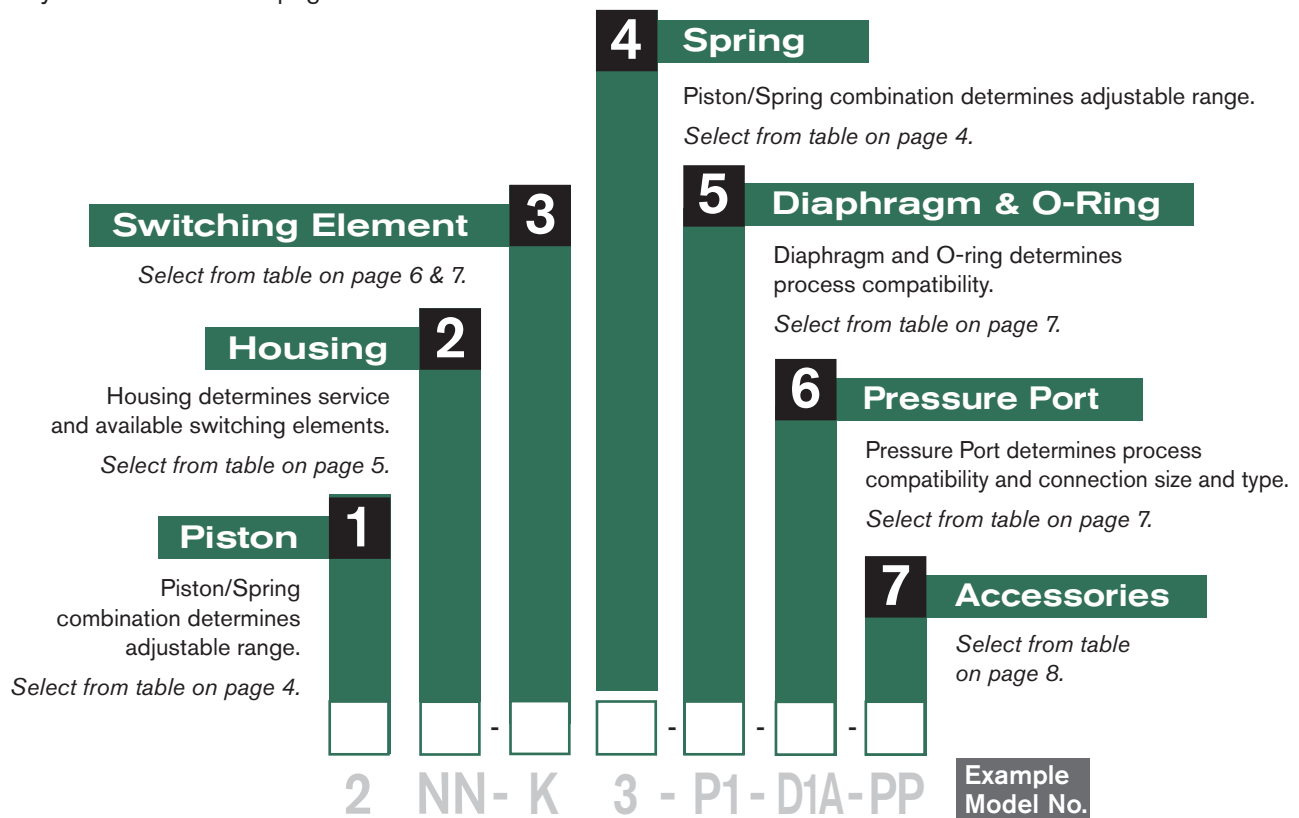 4 Spring
Piston/Spring combination determines adjustable range.
Select from table on page 4.
5 Diaphragm & O-Ring
Diaphragm and O-ring determines
process compatibility.
Select from table on page 7.
Switching Element 3
Select from table on page 6 & 7.
Housing 2
Housing determines service
and available switching elements.
Select from table on page 5.
6 Pressure Port
Pressure Port determines process
compatibility and connection size and type.
Select from table on page 7.
Piston 1
Piston/Spring
combination determines
adjustable range.
Select from table on page 4.
7 Accessories
Select from table
on page 8.
- - - -
2 NN - K 3 - P1 - D1A - PP
Example
Model No.